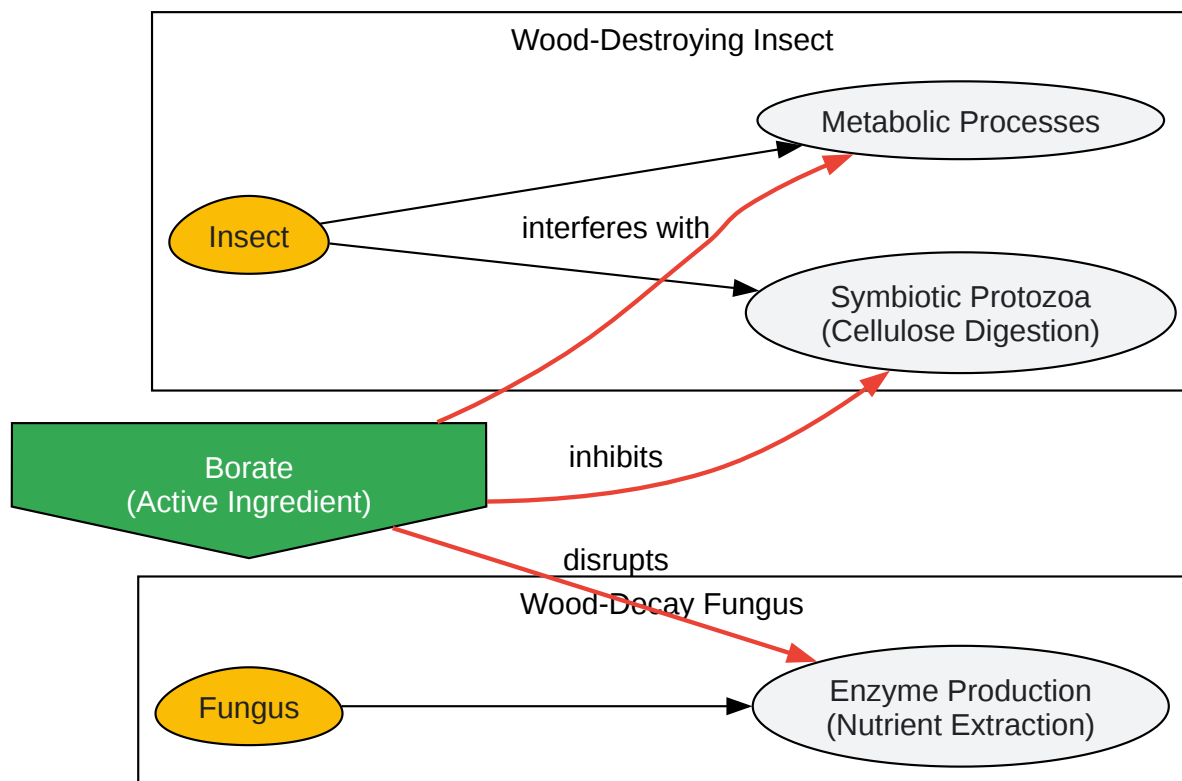 Wood-Destroying Insect
Metabolic Processes
Insect
interferes with
Symbiotic Protozoa
(Cellulose Digestion)
Borate
(Active Ingredient)
inhibits
disrupts
Wood-Decay Fungus
Fungus
Enzyme Production
(Nutrient Extraction)